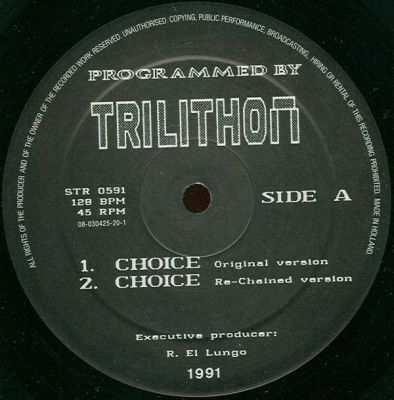 ALL RIGHTS OF THE PRODUCER AND OF THE OWNER OF THE RECORDED WORK RESERVED. UNAUTHORISED COPYING, PUBLIC PERFORMANCE, BROADCASTING, HIRING OR RENTAL OF THIS RECORD PROHIBITED. MADE IN HOLLAND.
PROGRAMMED BY
TRILITHON
STR 0591
128 BPM
45 RPM
08-030425-20-1
SIDE A
1. CHOICE Original version
2. CHOICE Re-Chained version
Executive producer:
R. El Lungo
1991